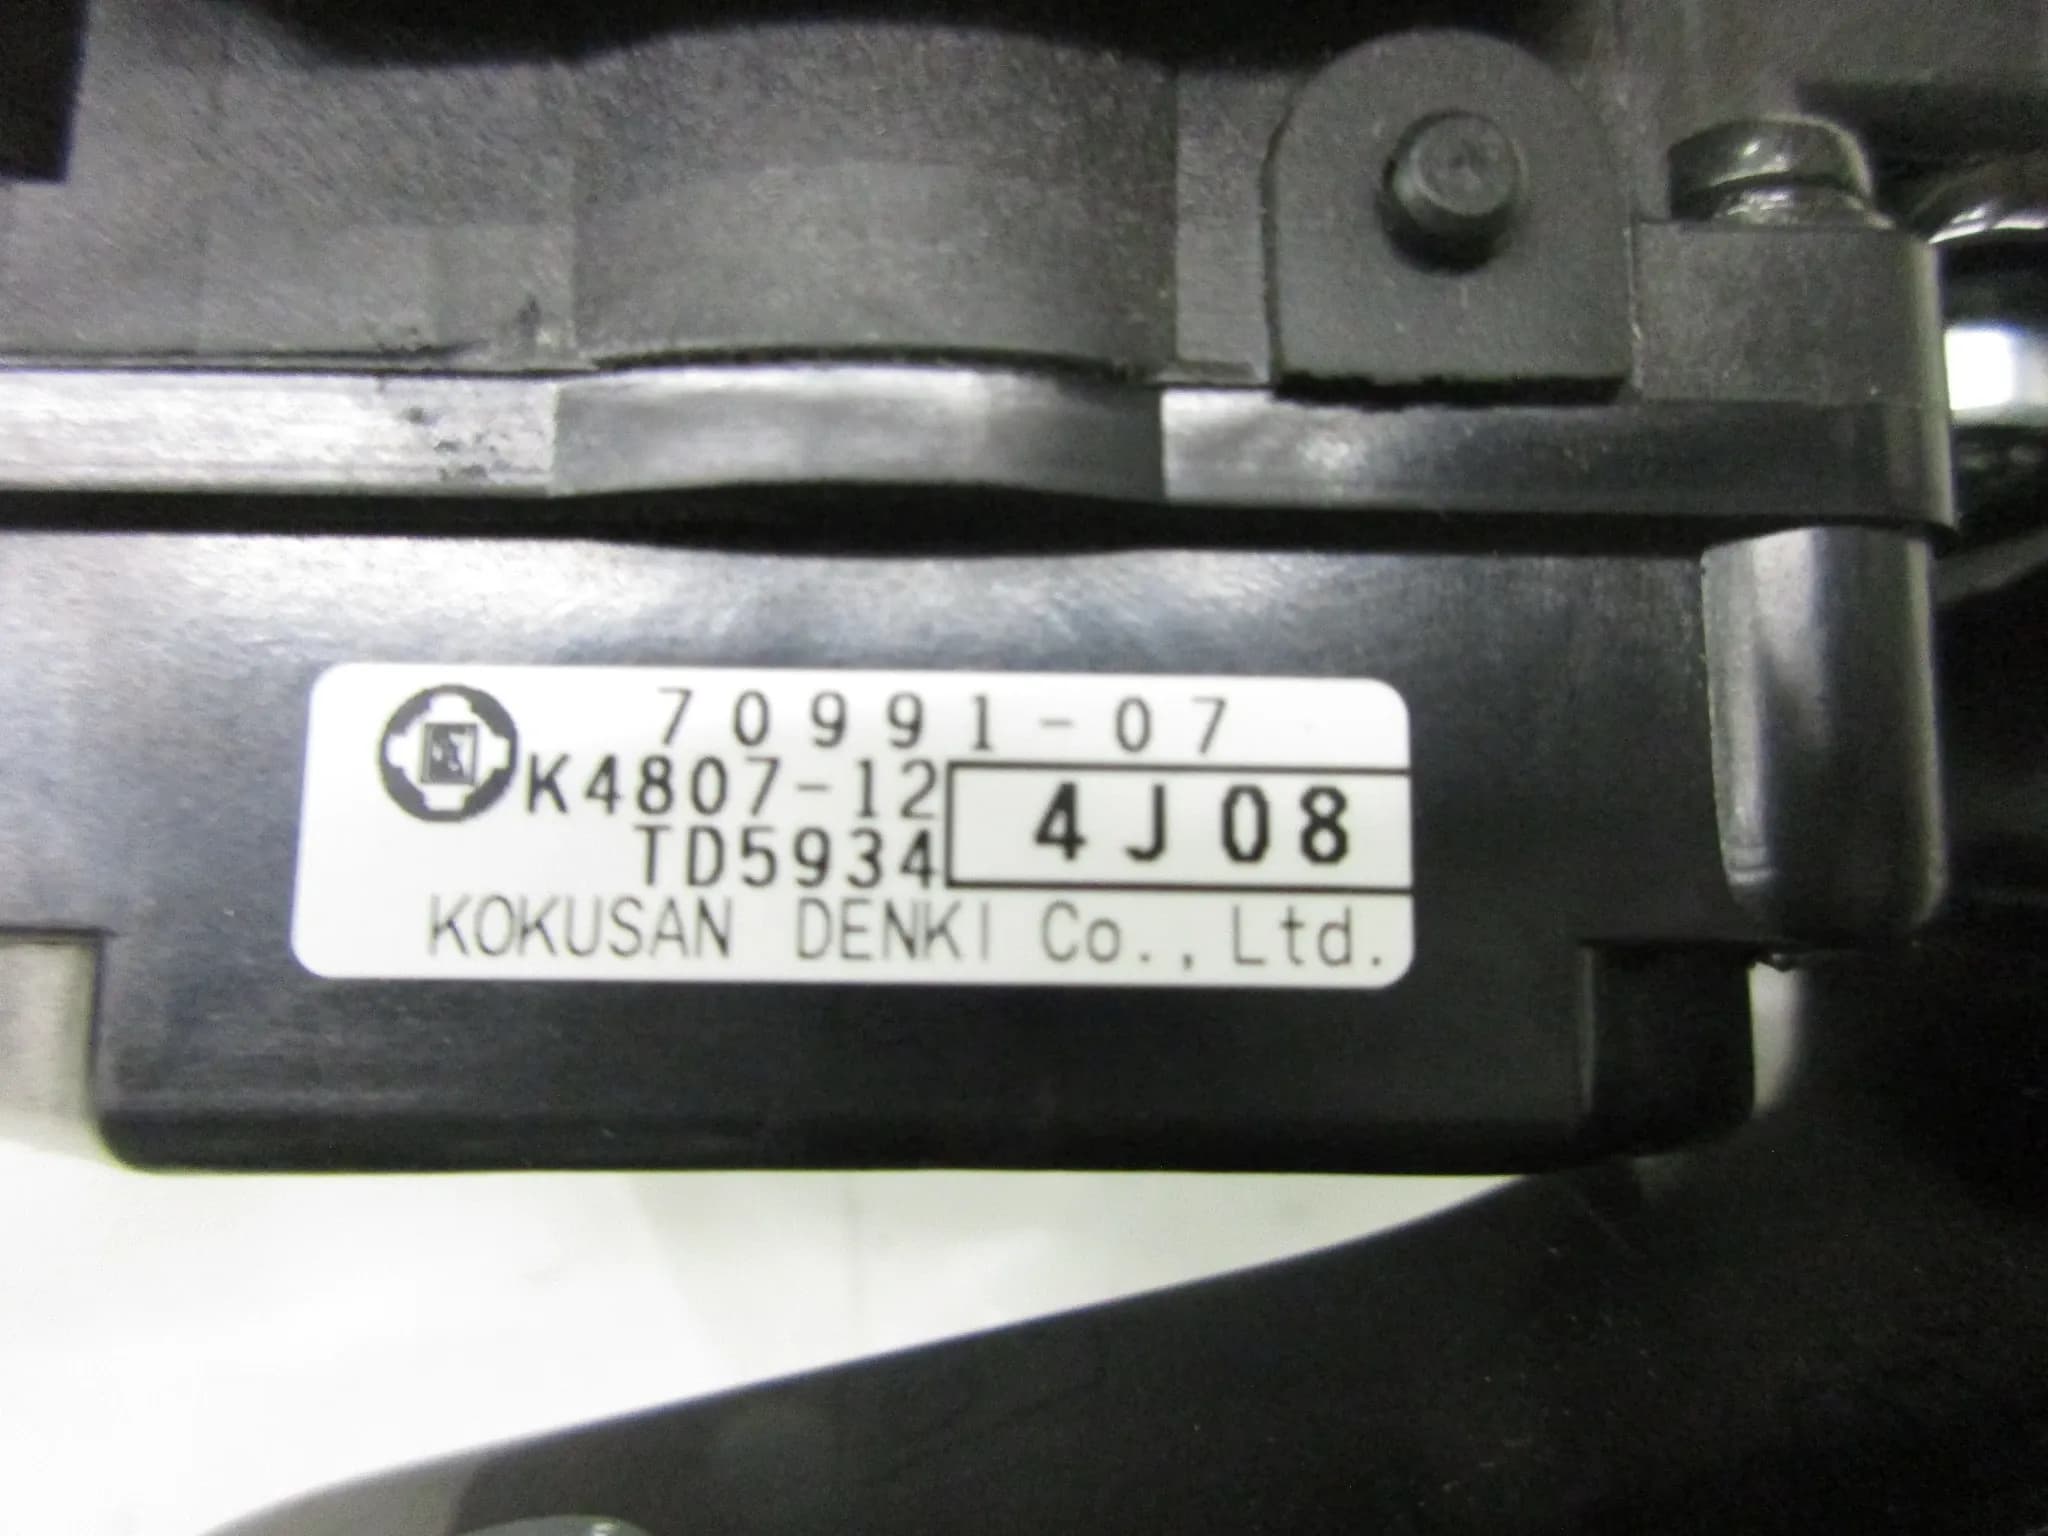 70991-07
K4807-12
TD5934
4J08
KOKUSAN DENKI Co., Ltd.